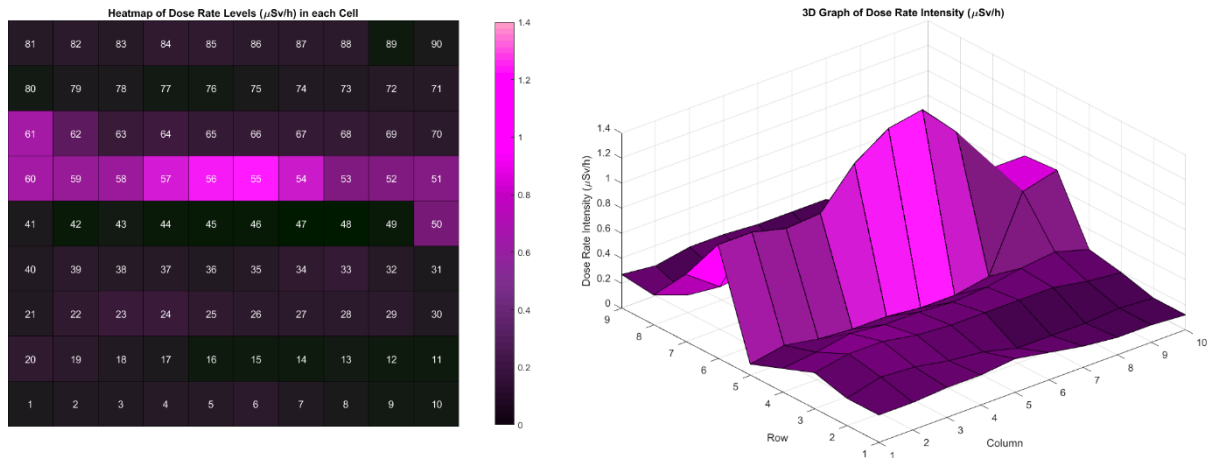 Heatmap of Dose Rate Levels (μSv/h) in each Cell
81 82 83 84 85 86 87 88 89 90
80 79 78 77 76 75 74 73 72 71
61 62 63 64 65 66 67 68 69 70
60 59 58 57 56 55 54 53 52 51
41 42 43 44 45 46 47 48 49 50
40 39 38 37 36 35 34 33 32 31
21 22 23 24 25 26 27 28 29 30
20 19 18 17 16 15 14 13 12 11
1 2 3 4 5 6 7 8 9 10
1.4
1.2
1
0.8
0.6
0.4
0.2
0
3D Graph of Dose Rate Intensity (μSv/h)
Dose Rate Intensity (μSv/h)
1.4
1.2
1
0.8
0.6
0.4
0.2
0
9
8
7
6
5
4
3
2
1
Row
1
2
3
4
5
6
7
8
9
10
Column